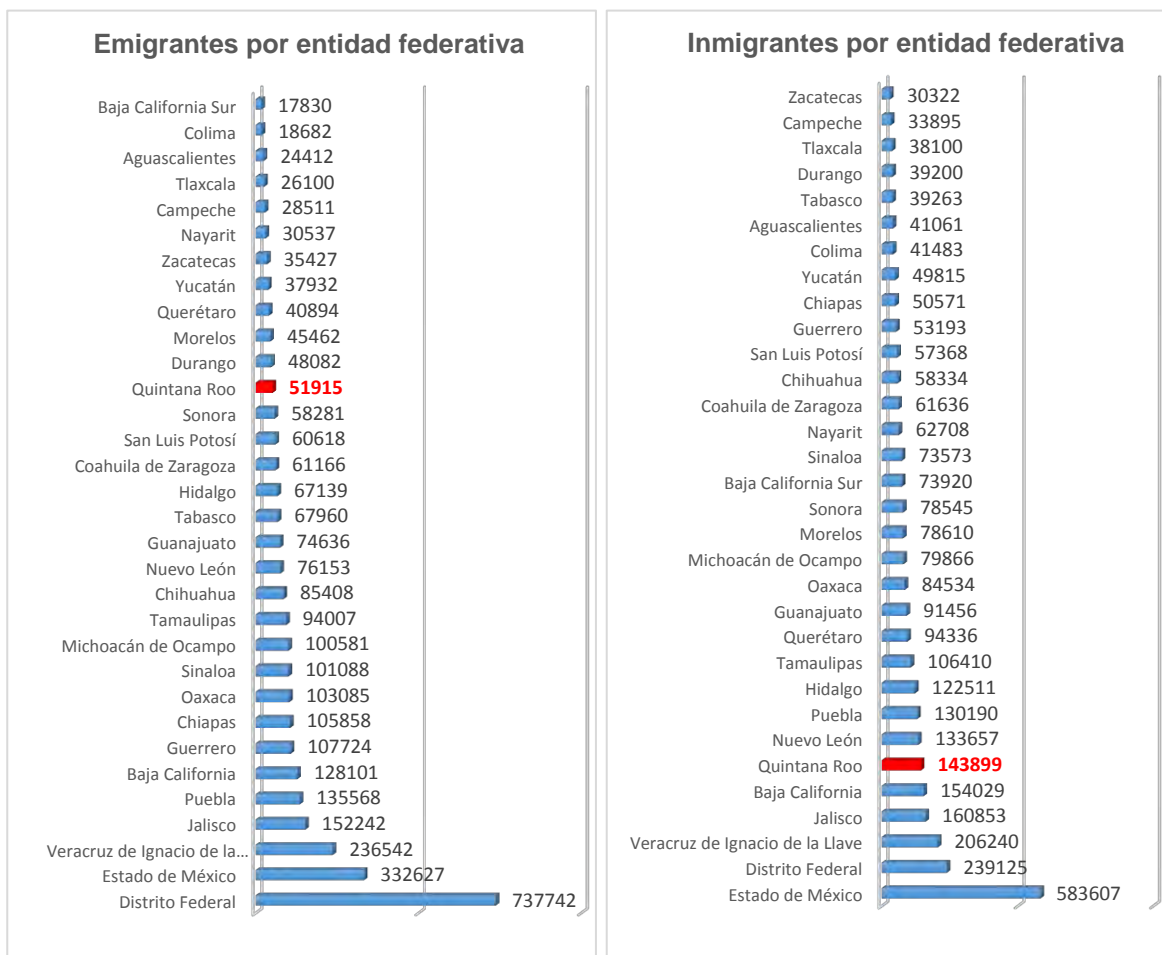 Emigrantes por entidad federativa
Baja California Sur 17830
Colima 18682
Aguascalientes 24412
Tlaxcala 26100
Campeche 28511
Nayarit 30537
Zacatecas 35427
Yucatán 37932
Querétaro 40894
Morelos 45462
Durango 48082
Quintana Roo 51915
Sonora 58281
San Luis Potosí 60618
Coahuila de Zaragoza 61166
Hidalgo 67139
Tabasco 67960
Guanajuato 74636
Nuevo León 76153
Chihuahua 85408
Tamaulipas 94007
Michoacán de Ocampo 100581
Sinaloa 101088
Oaxaca 103085
Chiapas 105858
Guerrero 107724
Baja California 128101
Puebla 135568
Jalisco 152242
Veracruz de Ignacio de la... 236542
Estado de México 332627
Distrito Federal 737742
Inmigrantes por entidad federativa
Zacatecas 30322
Campeche 33895
Tlaxcala 38100
Durango 39200
Tabasco 39263
Aguascalientes 41061
Colima 41483
Yucatán 49815
Chiapas 50571
Guerrero 53193
San Luis Potosí 57368
Chihuahua 58334
Coahuila de Zaragoza 61636
Nayarit 62708
Sinaloa 73573
Baja California Sur 73920
Sonora 78545
Morelos 78610
Michoacán de Ocampo 79866
Oaxaca 84534
Guanajuato 91456
Querétaro 94336
Tamaulipas 106410
Hidalgo 122511
Puebla 130190
Nuevo León 133657
Quintana Roo 143899
Baja California 154029
Jalisco 160853
Veracruz de Ignacio de la Llave 206240
Distrito Federal 239125
Estado de México 583607